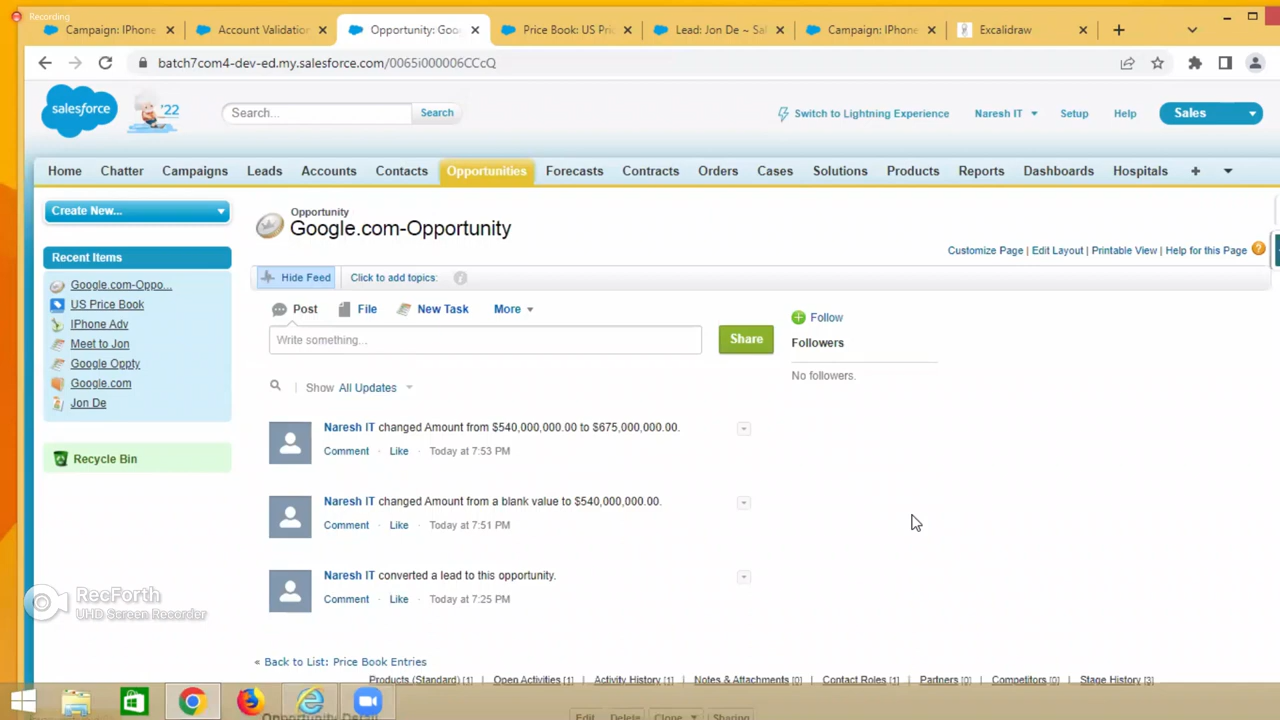 Recording
Campaign: IPhone
Account Validation
Opportunity: Goo
Price Book: US Pri
Lead: Jon De ~ Sal
Campaign: IPhone
Excalidraw
batch7com4-dev-ed.my.salesforce.com/0065i000006CCcQ
salesforce
'22
Search...
Search
Switch to Lightning Experience
Naresh IT
Setup
Help
Sales
Home Chatter Campaigns Leads Accounts Contacts Opportunities Forecasts Contracts Orders Cases Solutions Products Reports Dashboards Hospitals +
Create New...
Recent Items
Google.com-Oppo...
US Price Book
IPhone Adv
Meet to Jon
Google Oppty
Google.com
Jon De
Recycle Bin
Opportunity
Google.com-Opportunity
Customize Page | Edit Layout | Printable View | Help for this Page ?
Hide Feed
Click to add topics:
Post File New Task More
Write something...
Share
Follow
Followers
No followers.
Show All Updates
Naresh IT changed Amount from $540,000,000.00 to $675,000,000.00.
Comment · Like · Today at 7:53 PM
Naresh IT changed Amount from a blank value to $540,000,000.00.
Comment · Like · Today at 7:51 PM
Naresh IT converted a lead to this opportunity.
Comment · Like · Today at 7:25 PM
RecForth
UHD Screen Recorder
« Back to List: Price Book Entries
Products (Standard) [1] | Open Activities [1] | Activity History [1] | Notes & Attachments [0] | Contact Roles [1] | Partners [0] | Competitors [0] | Stage History [3]
Opportunity Detail
Edit Delete Clone Sharing